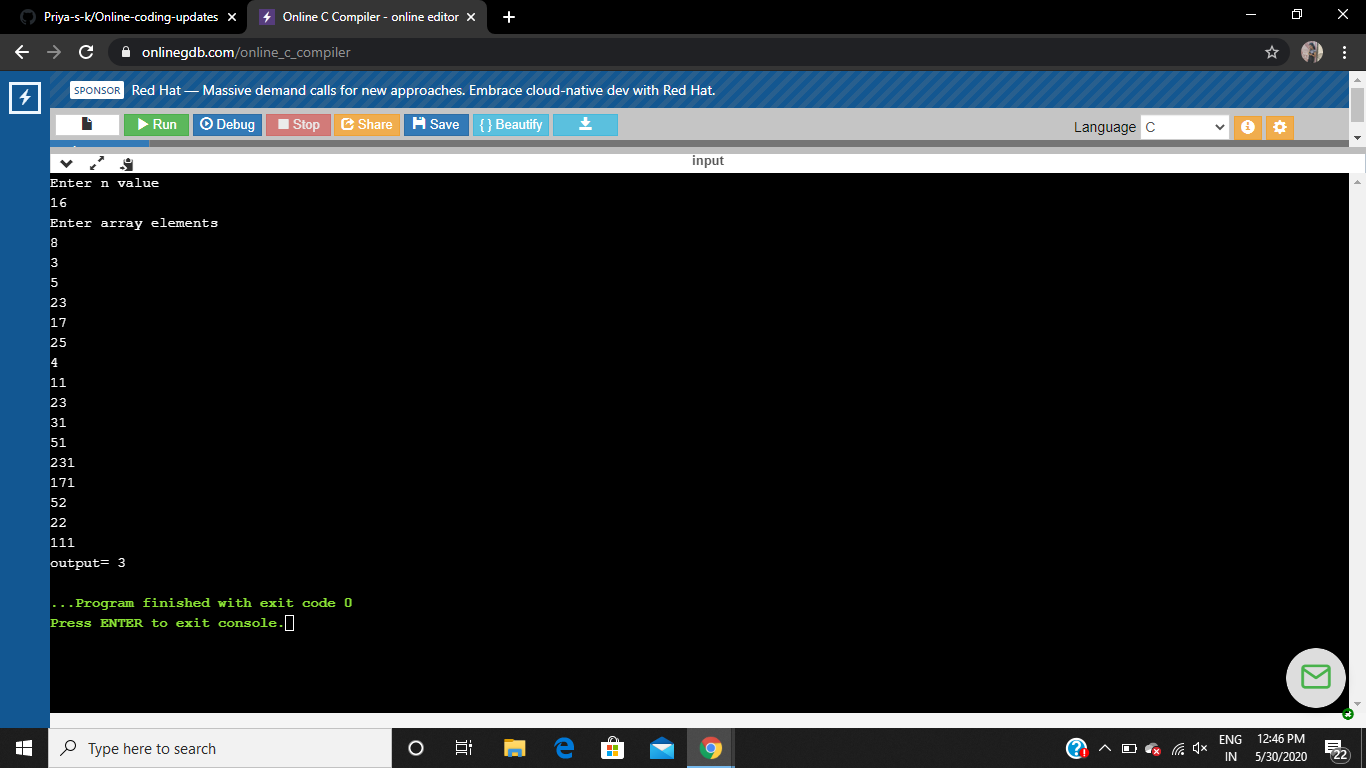 Priya-s-k/Online-coding-updates
Online C Compiler - online editor
onlinegdb.com/online_c_compiler
SPONSOR Red Hat — Massive demand calls for new approaches. Embrace cloud-native dev with Red Hat.
Run Debug Stop Share Save { } Beautify Language C
input
Enter n value
16
Enter array elements
8
3
5
23
17
25
4
11
23
31
51
231
171
52
22
111
output= 3
...Program finished with exit code 0
Press ENTER to exit console.
Type here to search
ENG
IN
12:46 PM
5/30/2020
22